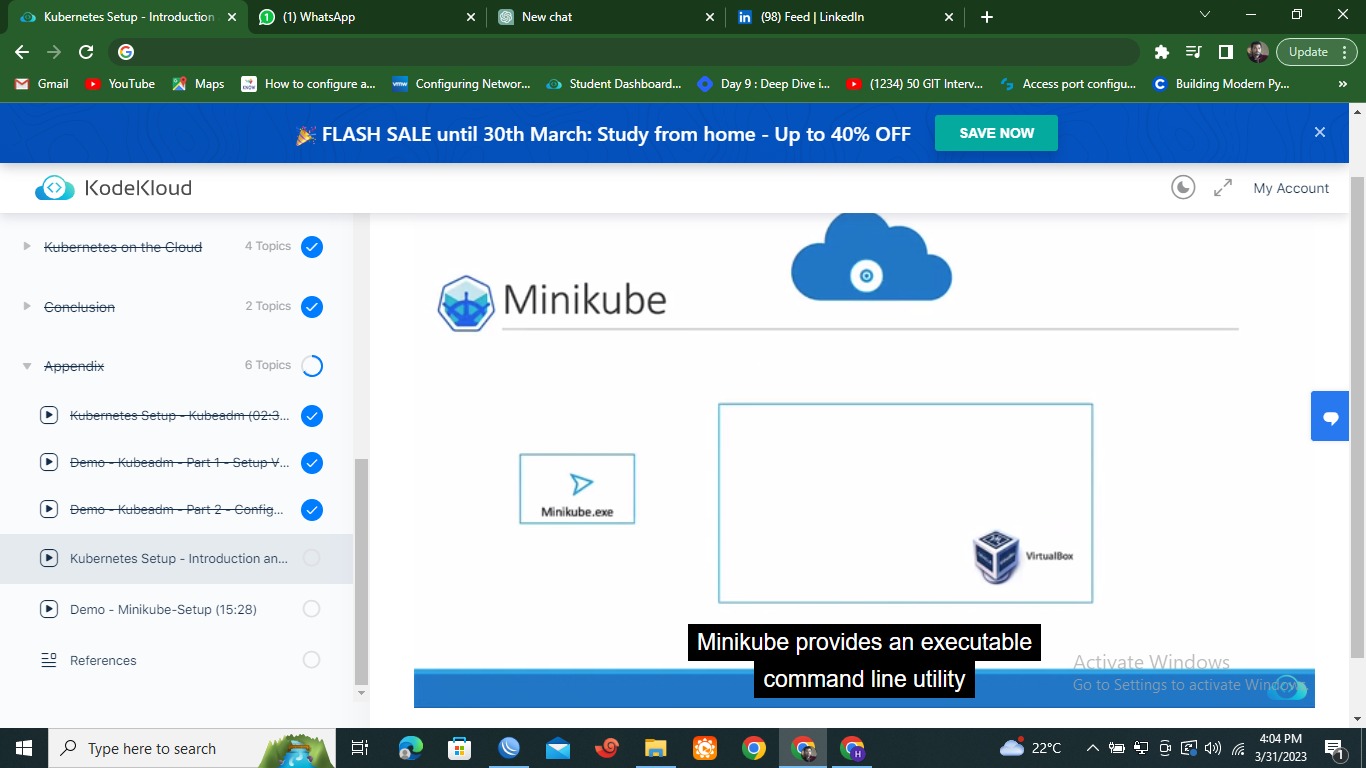 Kubernetes Setup - Introduction
(1) WhatsApp
New chat
(98) Feed | LinkedIn
Update
Gmail
YouTube
Maps
How to configure a...
Configuring Networ...
Student Dashboard...
Day 9 : Deep Dive i...
(1234) 50 GIT Interv...
Access port configu...
Building Modern Py...
»
FLASH SALE until 30th March: Study from home - Up to 40% OFF
SAVE NOW
KodeKloud
My Account
Kubernetes on the Cloud 4 Topics
Conclusion 2 Topics
Appendix 6 Topics
Kubernetes Setup - Kubeadm (02:3...
Demo - Kubeadm - Part 1 - Setup V...
Demo - Kubeadm - Part 2 - Config...
Kubernetes Setup - Introduction an...
Demo - Minikube-Setup (15:28)
References
Minikube
Minikube.exe
VirtualBox
Minikube provides an executable
command line utility
Activate Windows
Go to Settings to activate Windows.
Type here to search
22°C
4:04 PM
3/31/2023
1